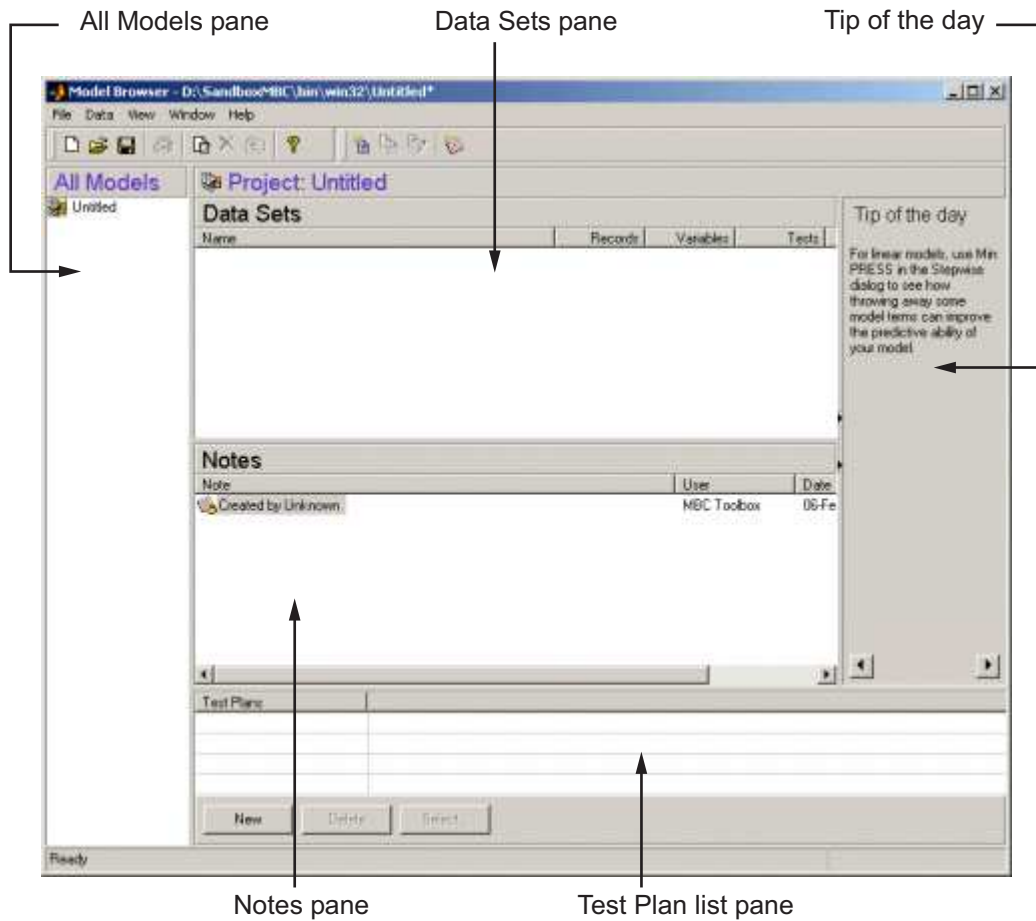 All Models pane
Data Sets pane
Tip of the day
Model Browser - D:\SandboxMBC\bin\win32\Untitled*
File Data View Window Help
All Models
Project: Untitled
Untitled
Data Sets
Name Records Variables Tests
Tip of the day
For linear models, use Min
PRESS in the Stepwise
dialog to see how
throwing away some
model terms can improve
the predictive ability of
your model.
Notes
Note User Date
Created by Unknown MBC Toolbox 06-Fe
Test Plans
New Delete Select...
Ready
Notes pane
Test Plan list pane